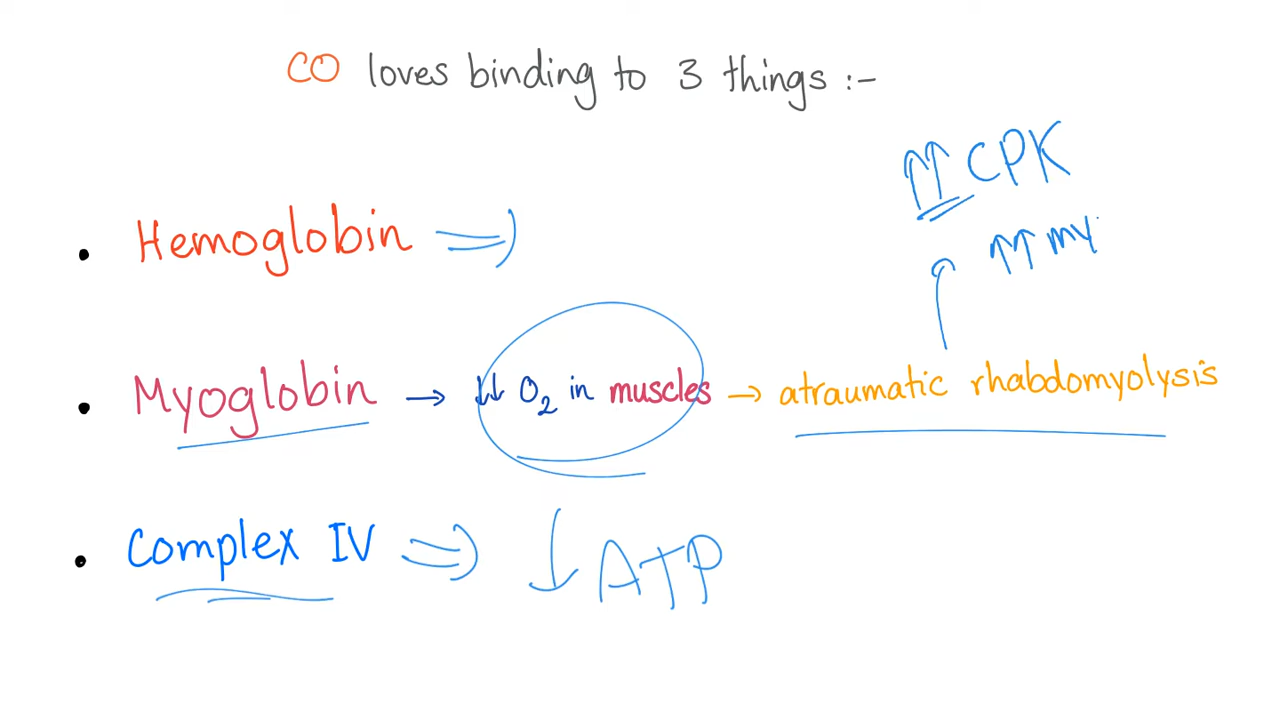 CO loves binding to 3 things :-
↑↑ CPK
↑↑ my
• Hemoglobin ⇒
• Myoglobin → ↓↓ O₂ in muscles → atraumatic rhabdomyolysis
• Complex IV ⇒ ↓ ATP